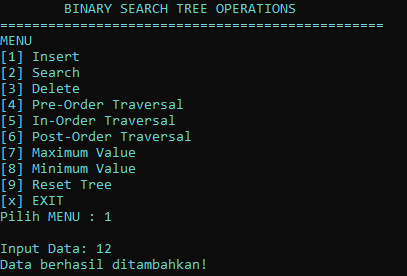 BINARY SEARCH TREE OPERATIONS
================================================
MENU
[1] Insert
[2] Search
[3] Delete
[4] Pre-Order Traversal
[5] In-Order Traversal
[6] Post-Order Traversal
[7] Maximum Value
[8] Minimum Value
[9] Reset Tree
[x] EXIT
Pilih MENU : 1
Input Data: 12
Data berhasil ditambahkan!